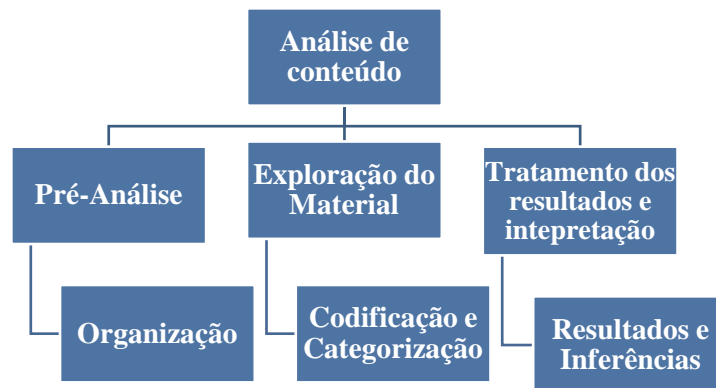 Análise de
conteúdo
Pré-Análise
Exploração do
Material
Tratamento dos
resultados e
intepretação
Organização
Codificação e
Categorização
Resultados e
Inferências